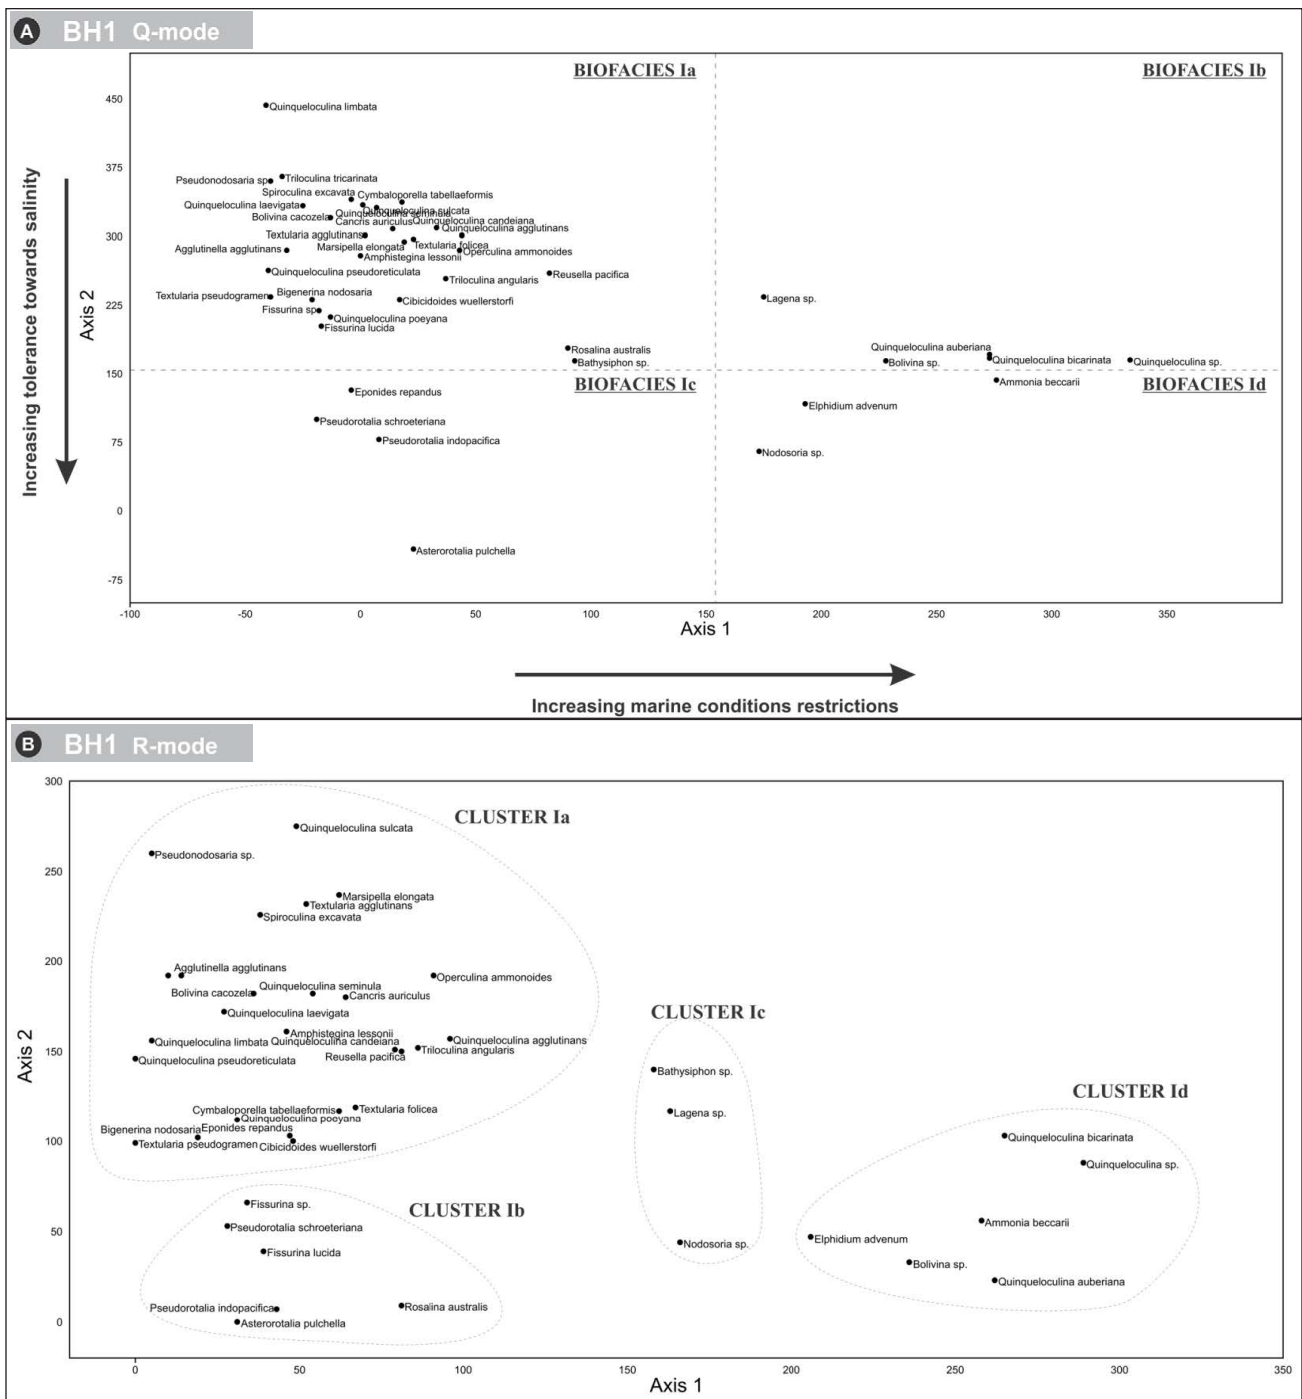 A BH1 Q-mode
BIOFACIES Ia
BIOFACIES Ib
450
Quinqueloculina limbata
375
Pseudonodosaria sp
Triloculina tricarinata
Spiroculina excavata
Cymbaloporella tabellaeformis
Quinqueloculina laevigata
Quinqueloculina sulcata
Bolivina cacozela
Quinqueloculina seminula
Cancris auriculus
Quinqueloculina candeiana
300
Textularia agglutinans
Quinqueloculina agglutinans
Agglutinella agglutinans
Marsipella elongata
Textularia folicea
Operculina ammonoides
Amphistegina lessonii
Quinqueloculina pseudoreticulata
Triloculina angularis
Reusella pacifica
Textularia pseudogramen
Bigenerina nodosaria
Cibicidoides wuellerstorfi
Lagena sp.
225
Fissurina sp
Quinqueloculina poeyana
Fissurina lucida
Rosalina australis
Quinqueloculina auberiana
Bathysiphon sp.
Bolivina sp.
Quinqueloculina bicarinata
Quinqueloculina sp.
150
BIOFACIES Ic
BIOFACIES Id
Eponides repandus
Ammonia beccarii
Elphidium advenum
Pseudorotalia schroeteriana
75
Pseudorotalia indopacifica
Nodosoria sp.
0
Asterorotalia pulchella
-75
-100 -50 0 50 100 150 200 250 300 350
Axis 1
Axis 2
Increasing tolerance towards salinity
Increasing marine conditions restrictions
B BH1 R-mode
300
CLUSTER Ia
Quinqueloculina sulcata
Pseudonodosaria sp.
250
Marsipella elongata
Textularia agglutinans
Spiroculina excavata
200
Agglutinella agglutinans
Operculina ammonoides
Quinqueloculina seminula
Bolivina cacozela
Cancris auriculus
Quinqueloculina laevigata
CLUSTER Ic
Amphistegina lessonii
Quinqueloculina limbata
Quinqueloculina candeiana
Quinqueloculina agglutinans
150
Triloculina angularis
Reusella pacifica
Quinqueloculina pseudoreticulata
Bathysiphon sp.
CLUSTER Id
Cymbaloporella tabellaeformis
Textularia folicea
Lagena sp.
Quinqueloculina poyana
Bigenerina nodosaria
Eponides repandus
Quinqueloculina bicarinata
100
Textularia pseudogramen
Cibicidoides wuellerstorfi
Quinqueloculina sp.
Fissurina sp.
CLUSTER Ib
50
Pseudorotalia schroeteriana
Ammonia beccarii
Nodosoria sp.
Elphidium advenum
Fissurina lucida
Bolivina sp.
Quinqueloculina auberiana
Pseudorotalia indopacifica
Rosalina australis
0
Asterorotalia pulchella
0 50 100 150 200 250 300 350
Axis 1
Axis 2